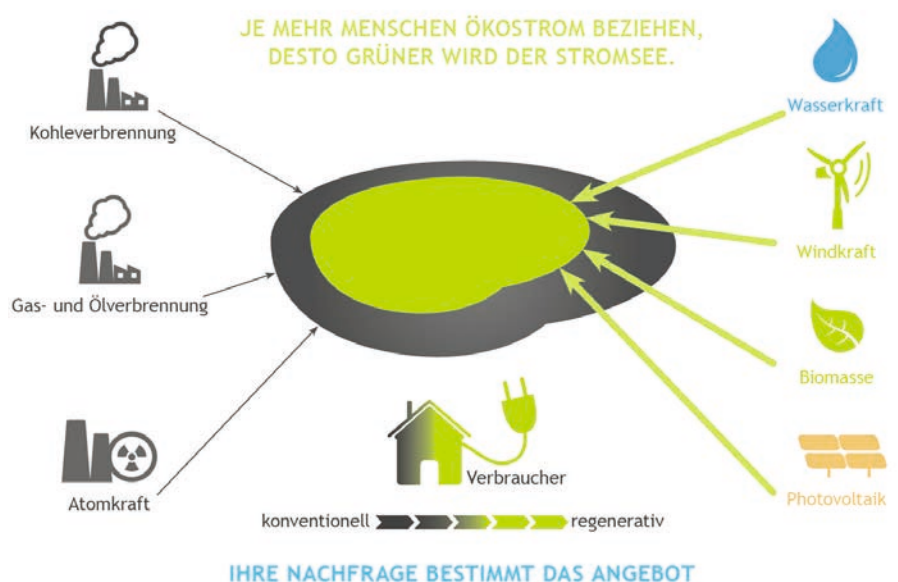 JE MEHR MENSCHEN ÖKOSTROM BEZIEHEN,
DESTO GRÜNER WIRD DER STROMSEE.
Kohleverbrennung
Gas- und Ölverbrennung
Atomkraft
Wasserkraft
Windkraft
Biomasse
Photovoltaik
Verbraucher
konventionell regenerativ
IHRE NACHFRAGE BESTIMMT DAS ANGEBOT